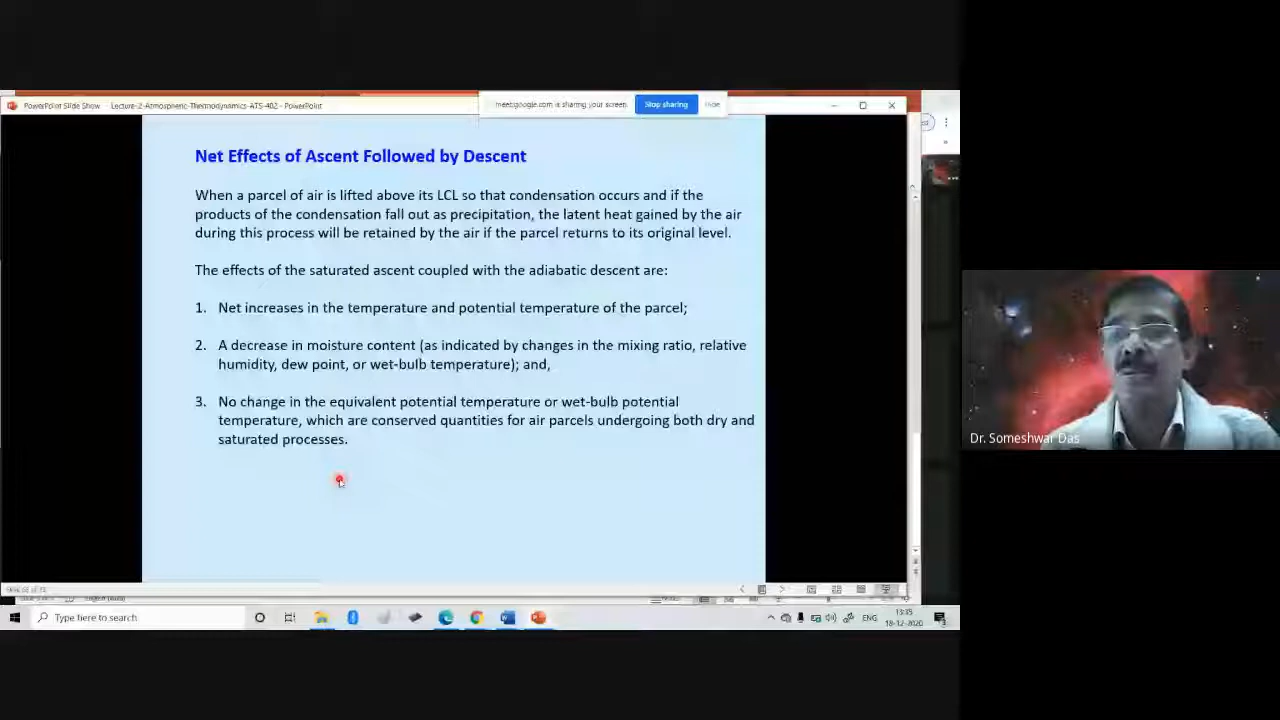 PowerPoint Slide Show - Lecture-2-Atmospheric-Thermodynamics-ATS-402 - PowerPoint
meet.google.com is sharing your screen.
Stop sharing
Hide
Net Effects of Ascent Followed by Descent
When a parcel of air is lifted above its LCL so that condensation occurs and if the
products of the condensation fall out as precipitation, the latent heat gained by the air
during this process will be retained by the air if the parcel returns to its original level.
The effects of the saturated ascent coupled with the adiabatic descent are:
1. Net increases in the temperature and potential temperature of the parcel;
2. A decrease in moisture content (as indicated by changes in the mixing ratio, relative
humidity, dew point, or wet-bulb temperature); and,
3. No change in the equivalent potential temperature or wet-bulb potential
temperature, which are conserved quantities for air parcels undergoing both dry and
saturated processes.
Dr. Someshwar Das
Type here to search
ENG
13:35
18-12-2020